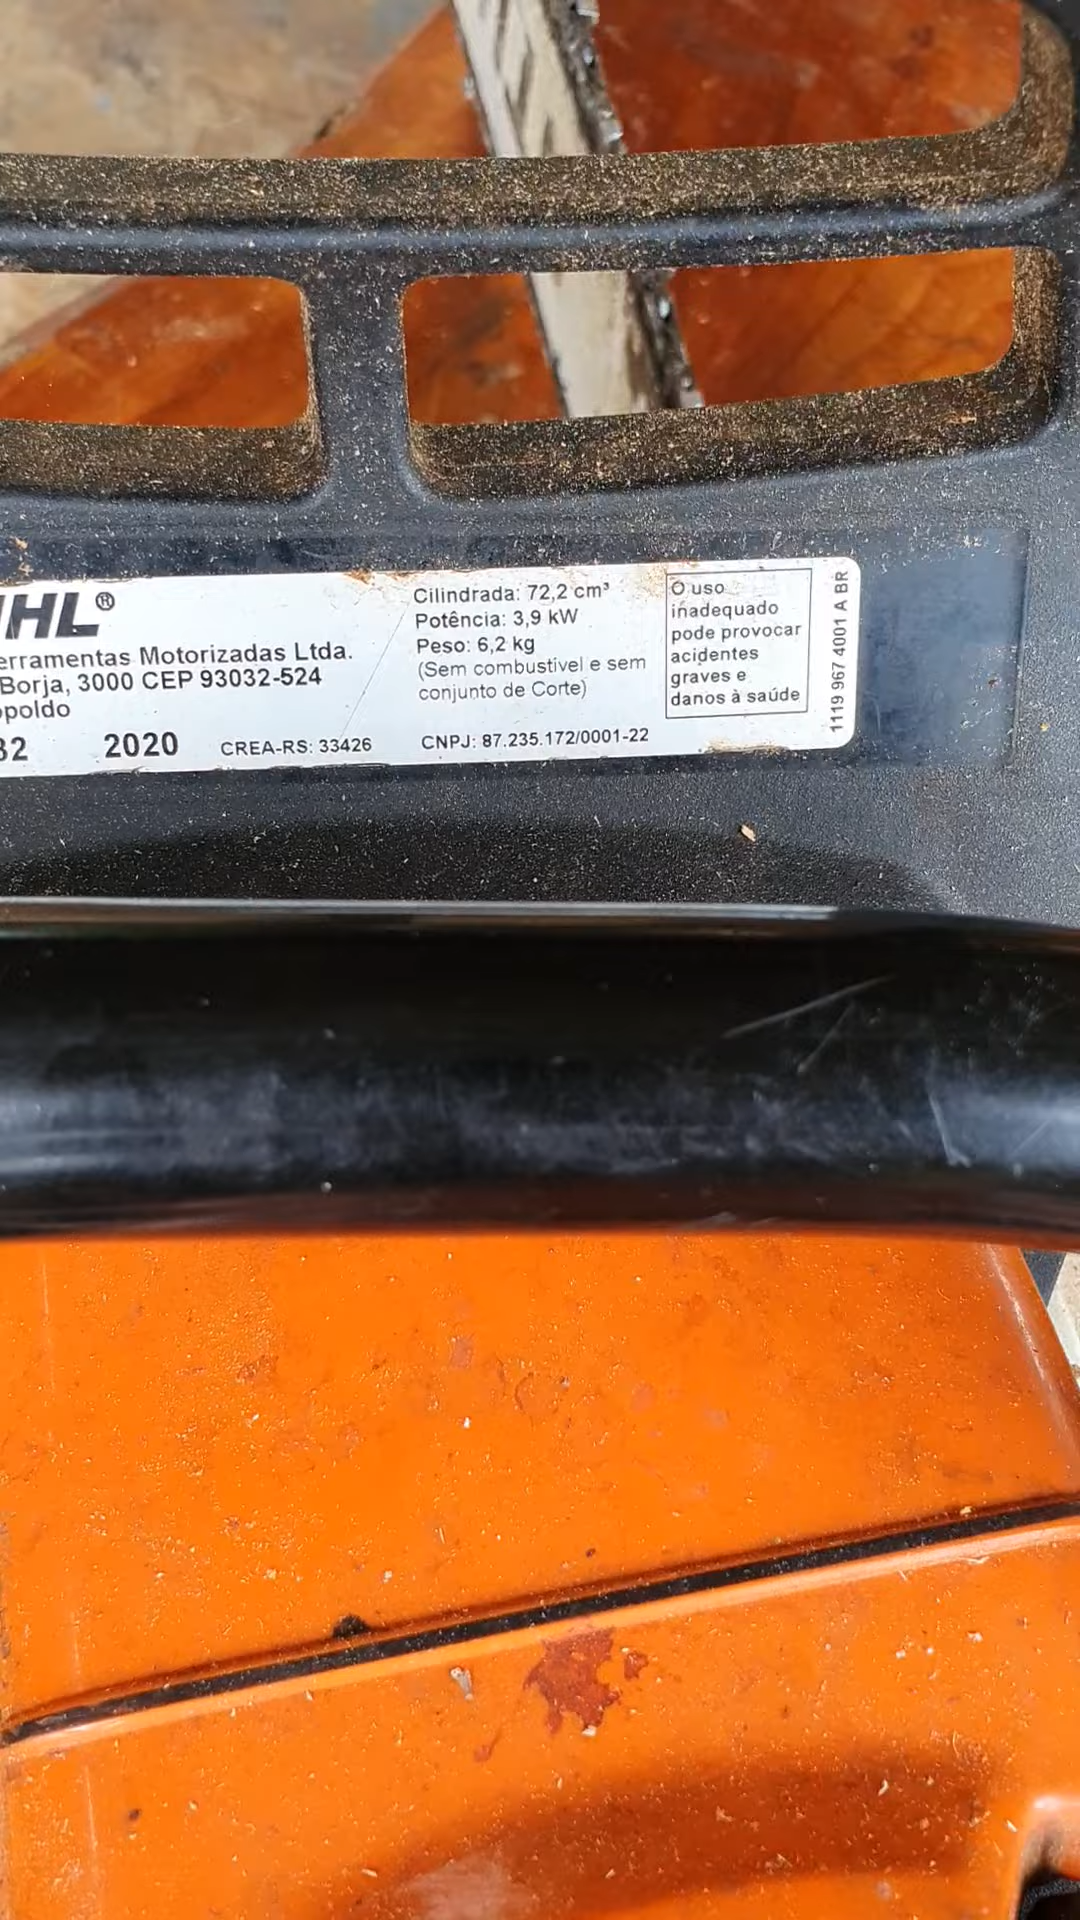 IHL®
erramentas Motorizadas Ltda.
Borja, 3000 CEP 93032-524
opoldo
32 2020 CREA-RS: 33426
Cilindrada: 72,2 cm³
Potência: 3,9 kW
Peso: 6,2 kg
(Sem combustível e sem
conjunto de Corte)
CNPJ: 87.235.172/0001-22
O uso
inadequado
pode provocar
acidentes
graves e
danos à saúde
1119 967 4001 A BR